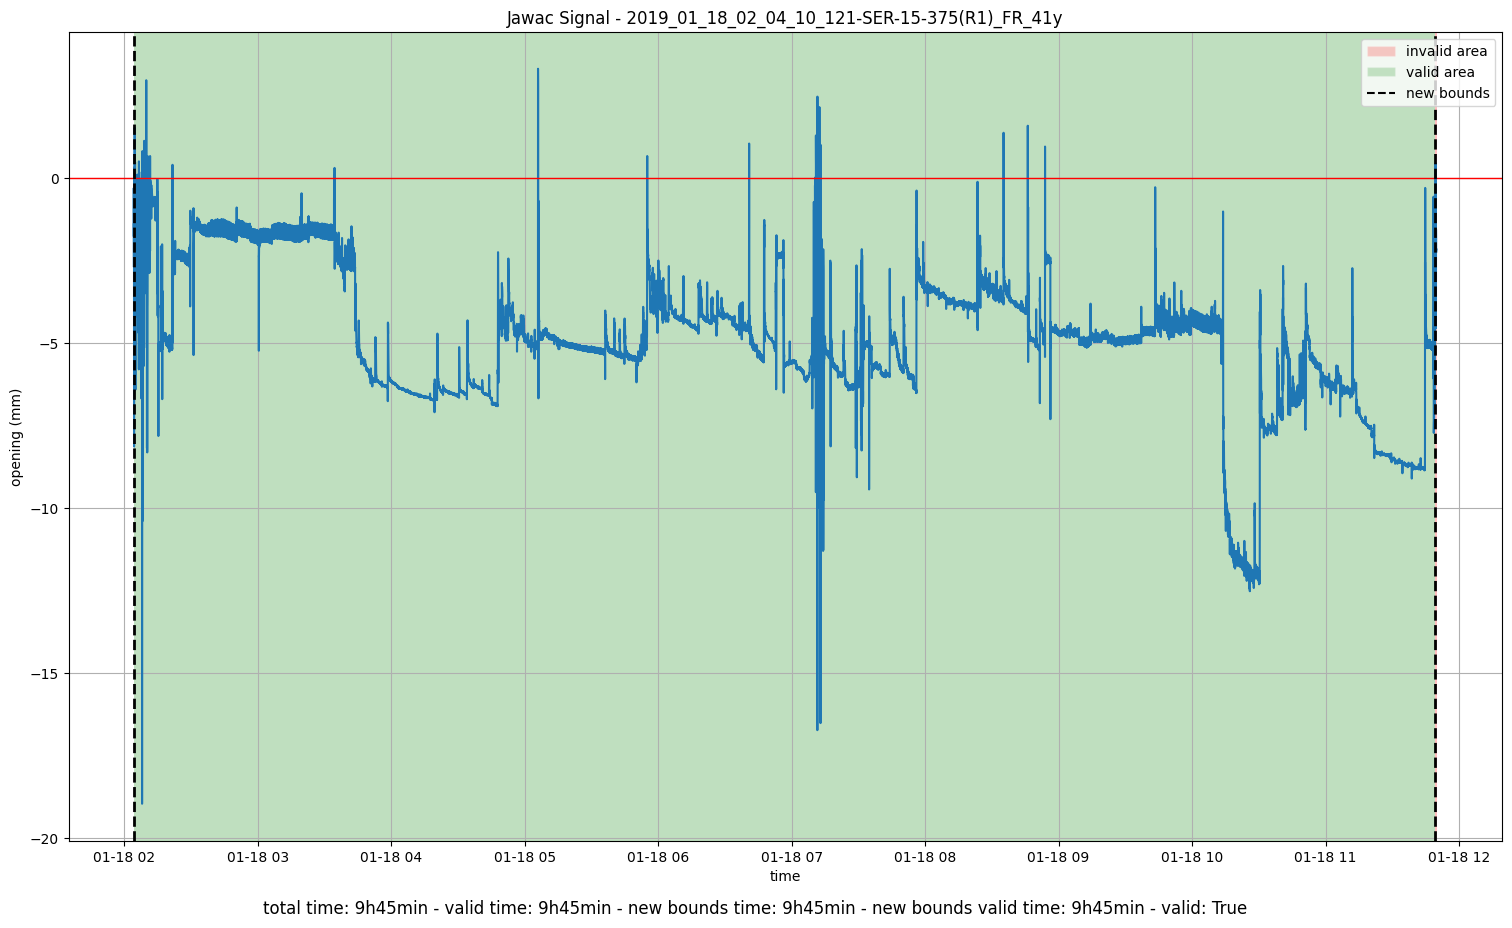 Jawac Signal - 2019_01_18_02_04_10_121-SER-15-375(R1)_FR_41y
invalid area
valid area
new bounds
opening (mm)
0
−5
−10
−15
−20
01-18 02
01-18 03
01-18 04
01-18 05
01-18 06
01-18 07
01-18 08
01-18 09
01-18 10
01-18 11
01-18 12
time
total time: 9h45min - valid time: 9h45min - new bounds time: 9h45min - new bounds valid time: 9h45min - valid: True